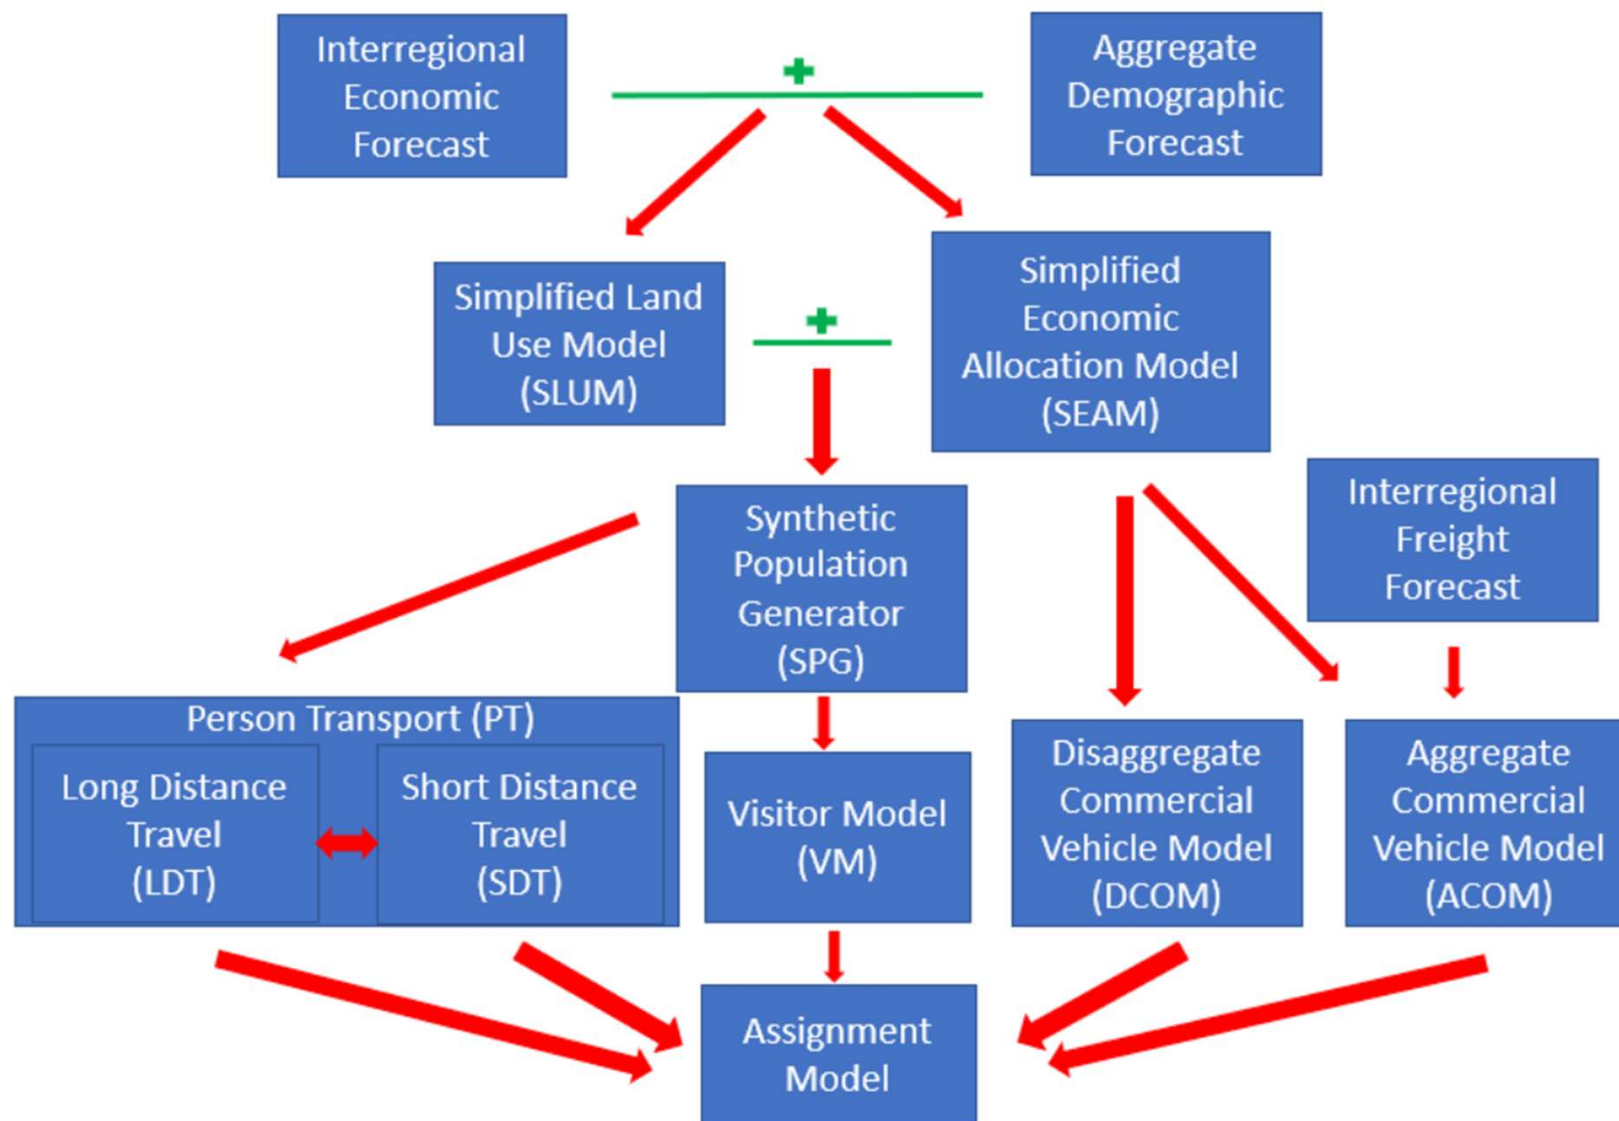 Interregional
Economic
Forecast
Aggregate
Demographic
Forecast
Simplified Land
Use Model
(SLUM)
Simplified
Economic
Allocation Model
(SEAM)
Synthetic
Population
Generator
(SPG)
Interregional
Freight
Forecast
Person Transport (PT)
Long Distance
Travel
(LDT)
Short Distance
Travel
(SDT)
Visitor Model
(VM)
Disaggregate
Commercial
Vehicle Model
(DCOM)
Aggregate
Commercial
Vehicle Model
(ACOM)
Assignment
Model